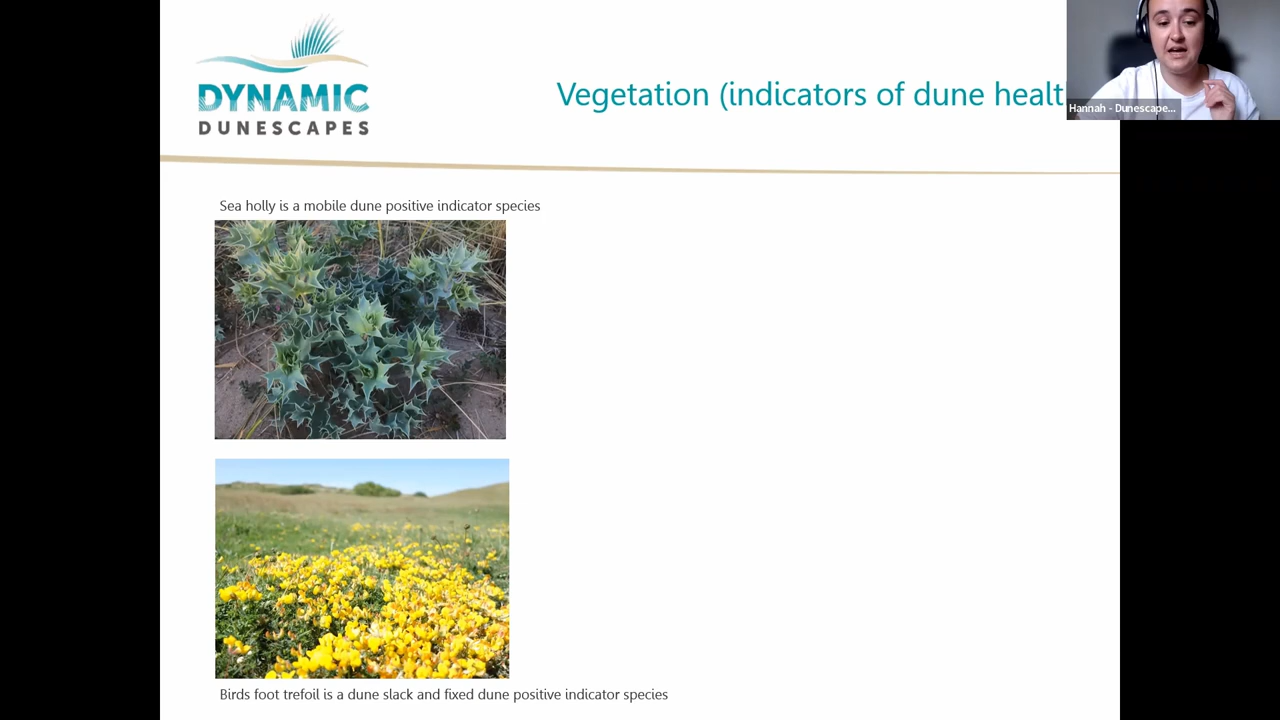 DYNAMIC
DUNESCAPES
Vegetation (indicators of dune healt
Hannah - Dunescape...
Sea holly is a mobile dune positive indicator species
Birds foot trefoil is a dune slack and fixed dune positive indicator species